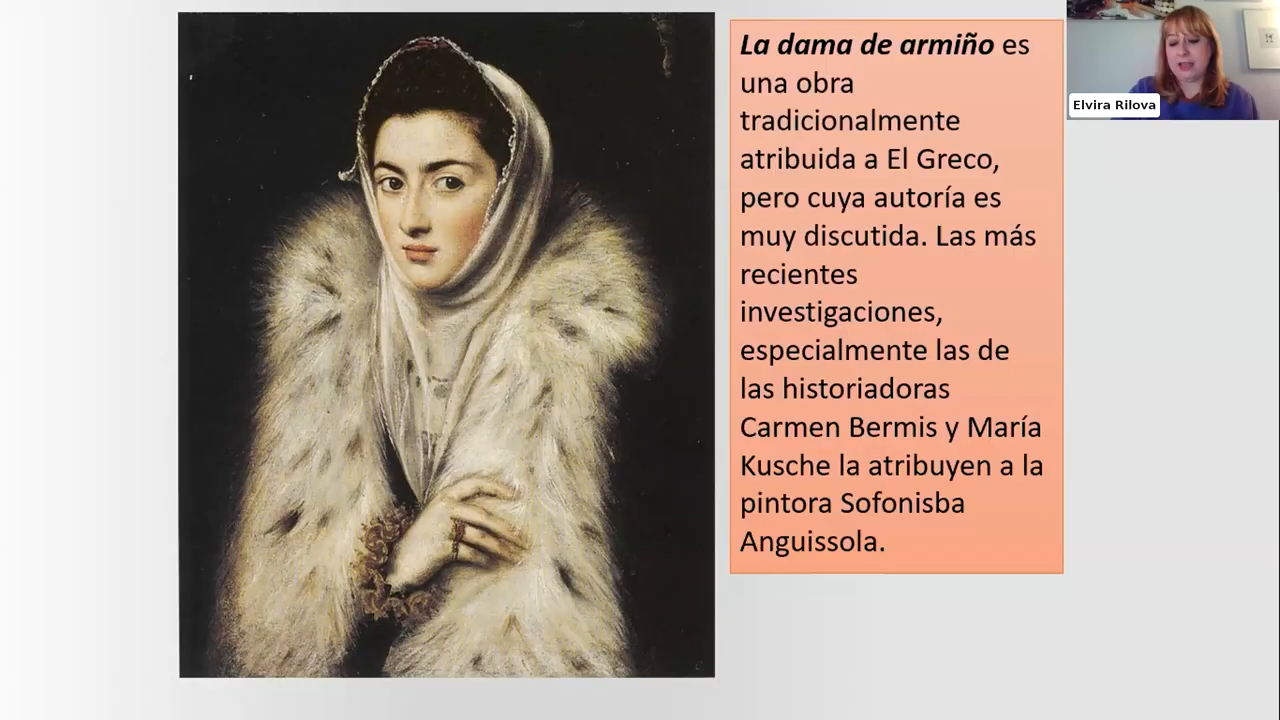 La dama de armiño es
una obra
tradicionalmente
atribuida a El Greco,
pero cuya autoría es
muy discutida. Las más
recientes
investigaciones,
especialmente las de
las historiadoras
Carmen Bermis y María
Kusche la atribuyen a la
pintora Sofonisba
Anguissola.
Elvira Rilova